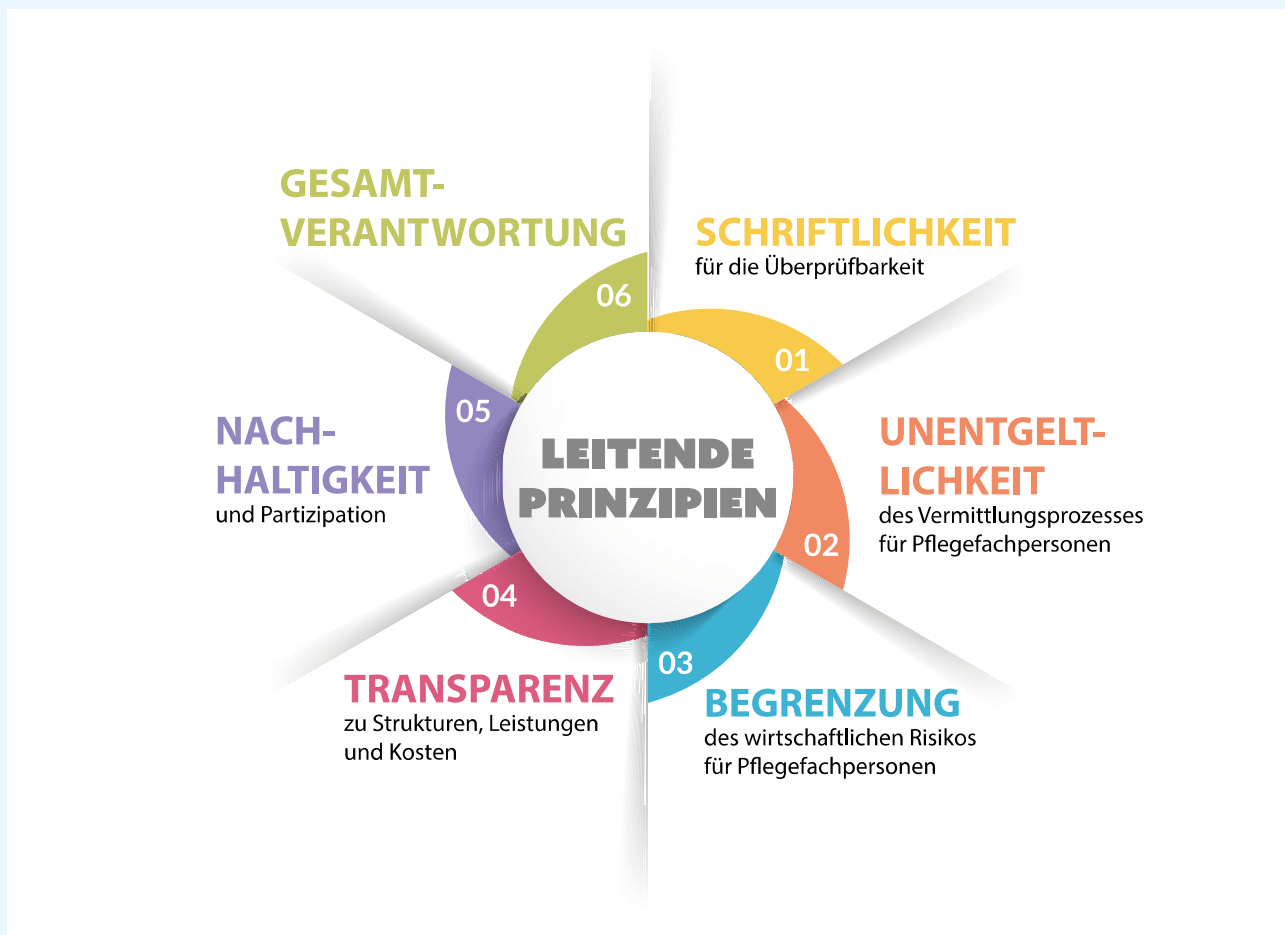 LEITENDE
PRINZIPIEN
01
SCHRIFTLICHKEIT
für die Überprüfbarkeit
02
UNENTGELT-
LICHKEIT
des Vermittlungsprozesses
für Pflegefachpersonen
03
BEGRENZUNG
des wirtschaftlichen Risikos
für Pflegefachpersonen
04
TRANSPARENZ
zu Strukturen, Leistungen
und Kosten
05
NACH-
HALTIGKEIT
und Partizipation
06
GESAMT-
VERANTWORTUNG